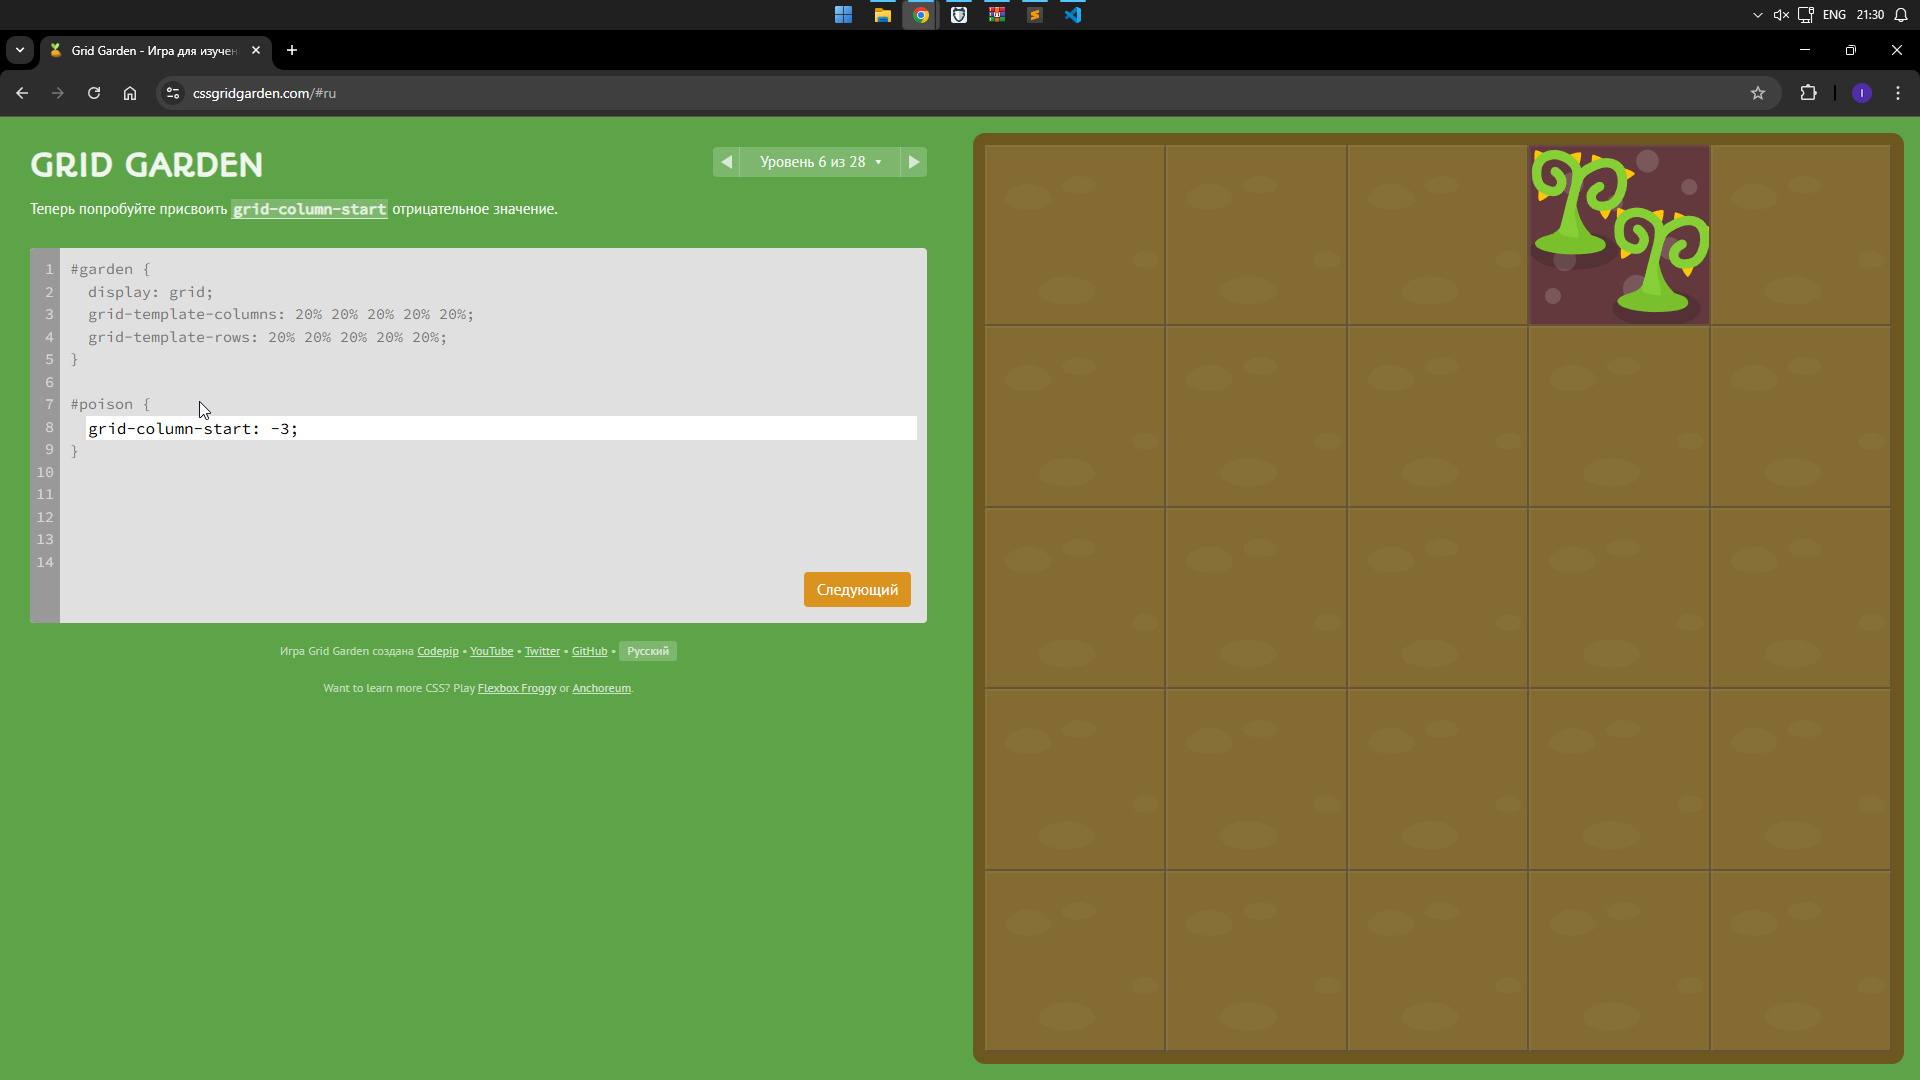 ENG 21:30
Grid Garden - Игра для изучен
cssgridgarden.com/#ru
I
GRID GARDEN
Уровень 6 из 28
Теперь попробуйте присвоить grid-column-start отрицательное значение.
1 #garden {
2 display: grid;
3 grid-template-columns: 20% 20% 20% 20% 20%;
4 grid-template-rows: 20% 20% 20% 20% 20%;
5 }
6
7 #poison {
8 grid-column-start: -3;
9 }
10
11
12
13
14
Следующий
Игра Grid Garden создана Codepip • YouTube • Twitter • GitHub • Русский
Want to learn more CSS? Play Flexbox Froggy or Anchoreum.